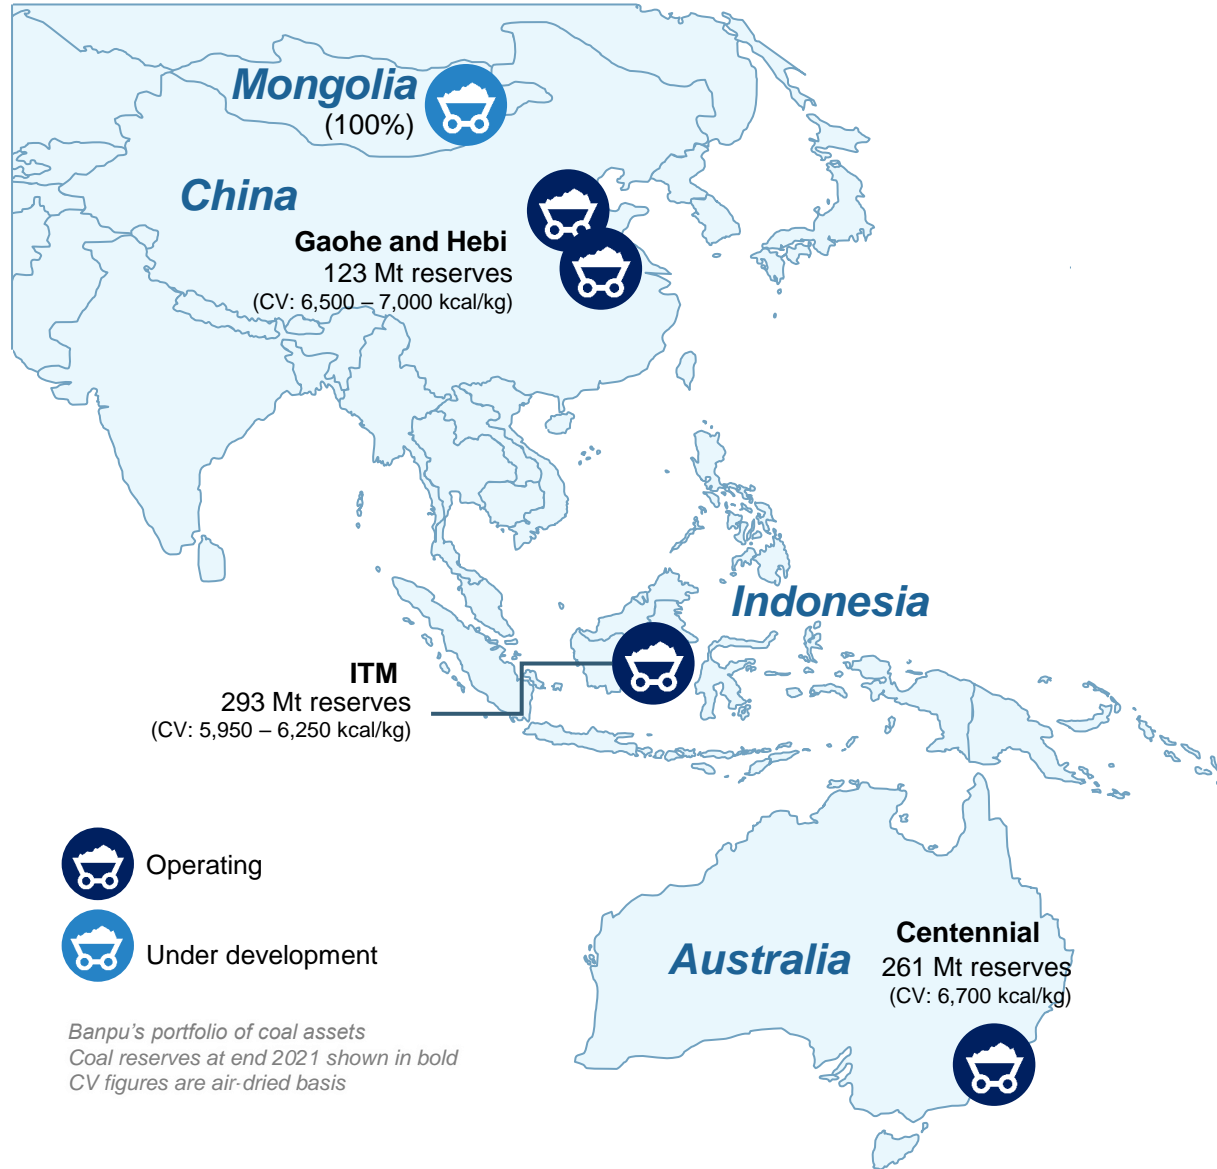 Mongolia
(100%)
China
Gaohe and Hebi
123 Mt reserves
(CV: 6,500 – 7,000 kcal/kg)
Indonesia
ITM
293 Mt reserves
(CV: 5,950 – 6,250 kcal/kg)
Operating
Under development
Centennial
Australia
261 Mt reserves
(CV: 6,700 kcal/kg)
Banpu’s portfolio of coal assets
Coal reserves at end 2021 shown in bold
CV figures are air-dried basis